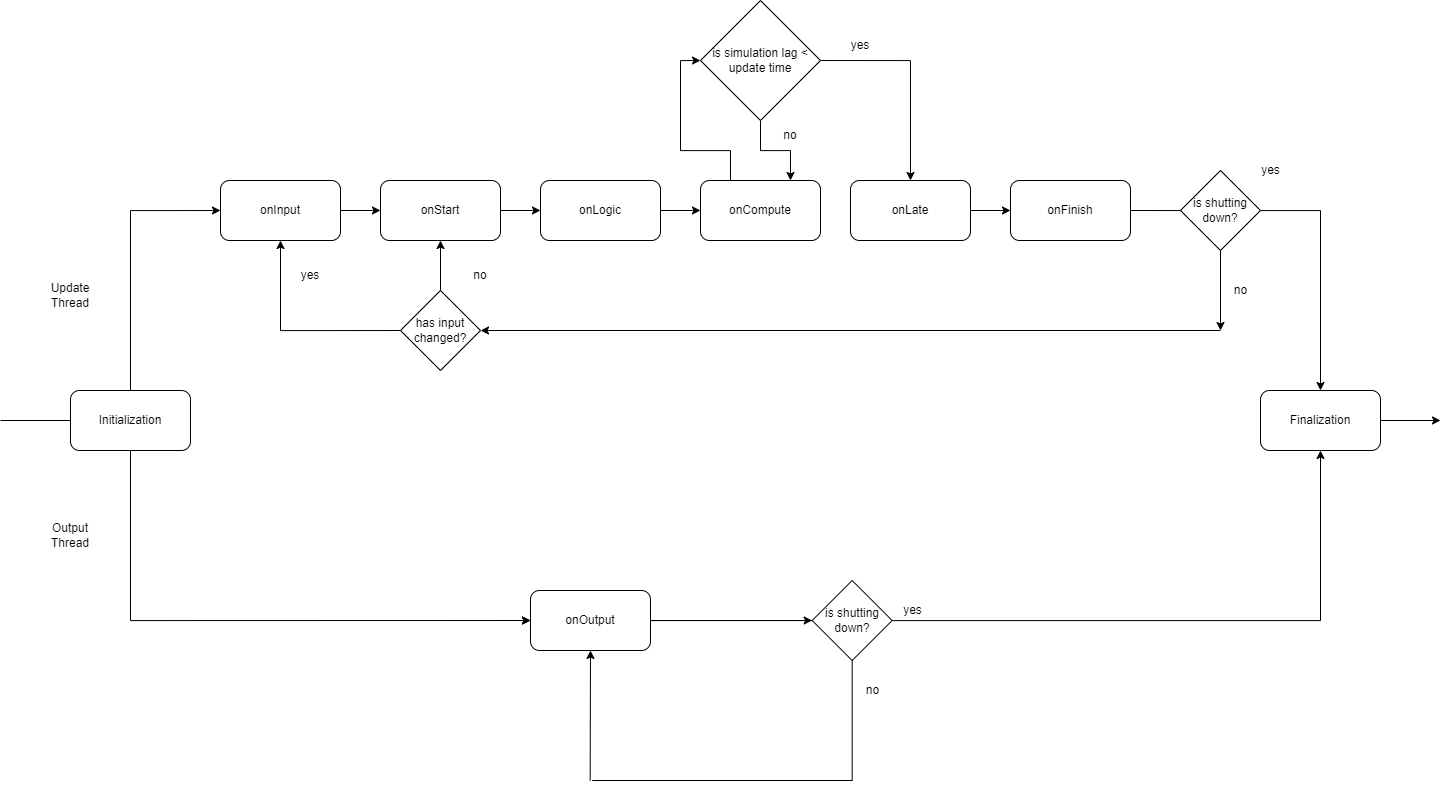 is simulation lag <
update time
yes
no
yes
onInput
onStart
onLogic
onCompute
onLate
onFinish
is shutting
down?
yes
no
no
Update
Thread
has input
changed?
Initialization
Finalization
Output
Thread
onOutput
is shutting
down?
yes
no